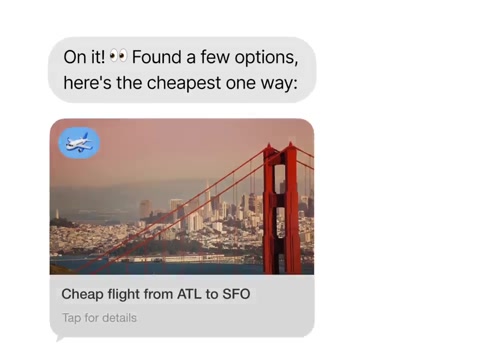 On it! 👀 Found a few options,
here's the cheapest one way:
Cheap flight from ATL to SFO
Tap for details